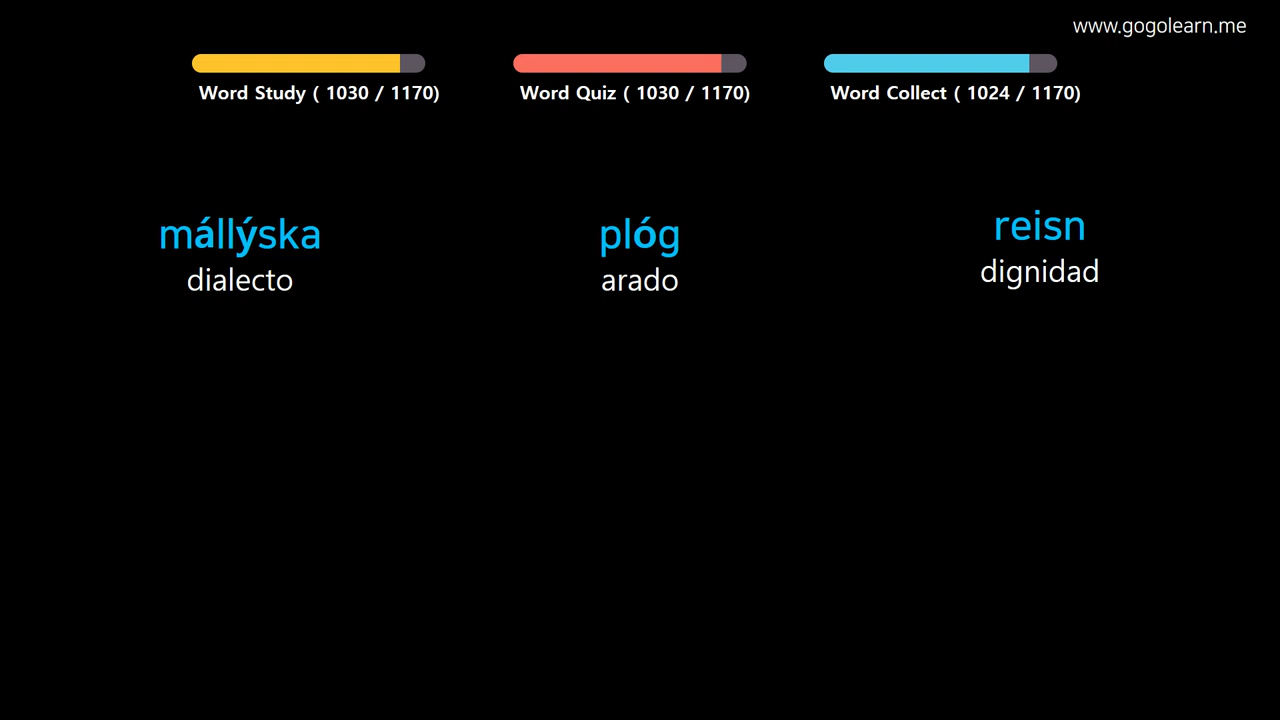 www.gogolearn.me
Word Study ( 1030 / 1170)
Word Quiz ( 1030 / 1170)
Word Collect ( 1024 / 1170)
mállýska
dialecto
plóg
arado
reisn
dignidad